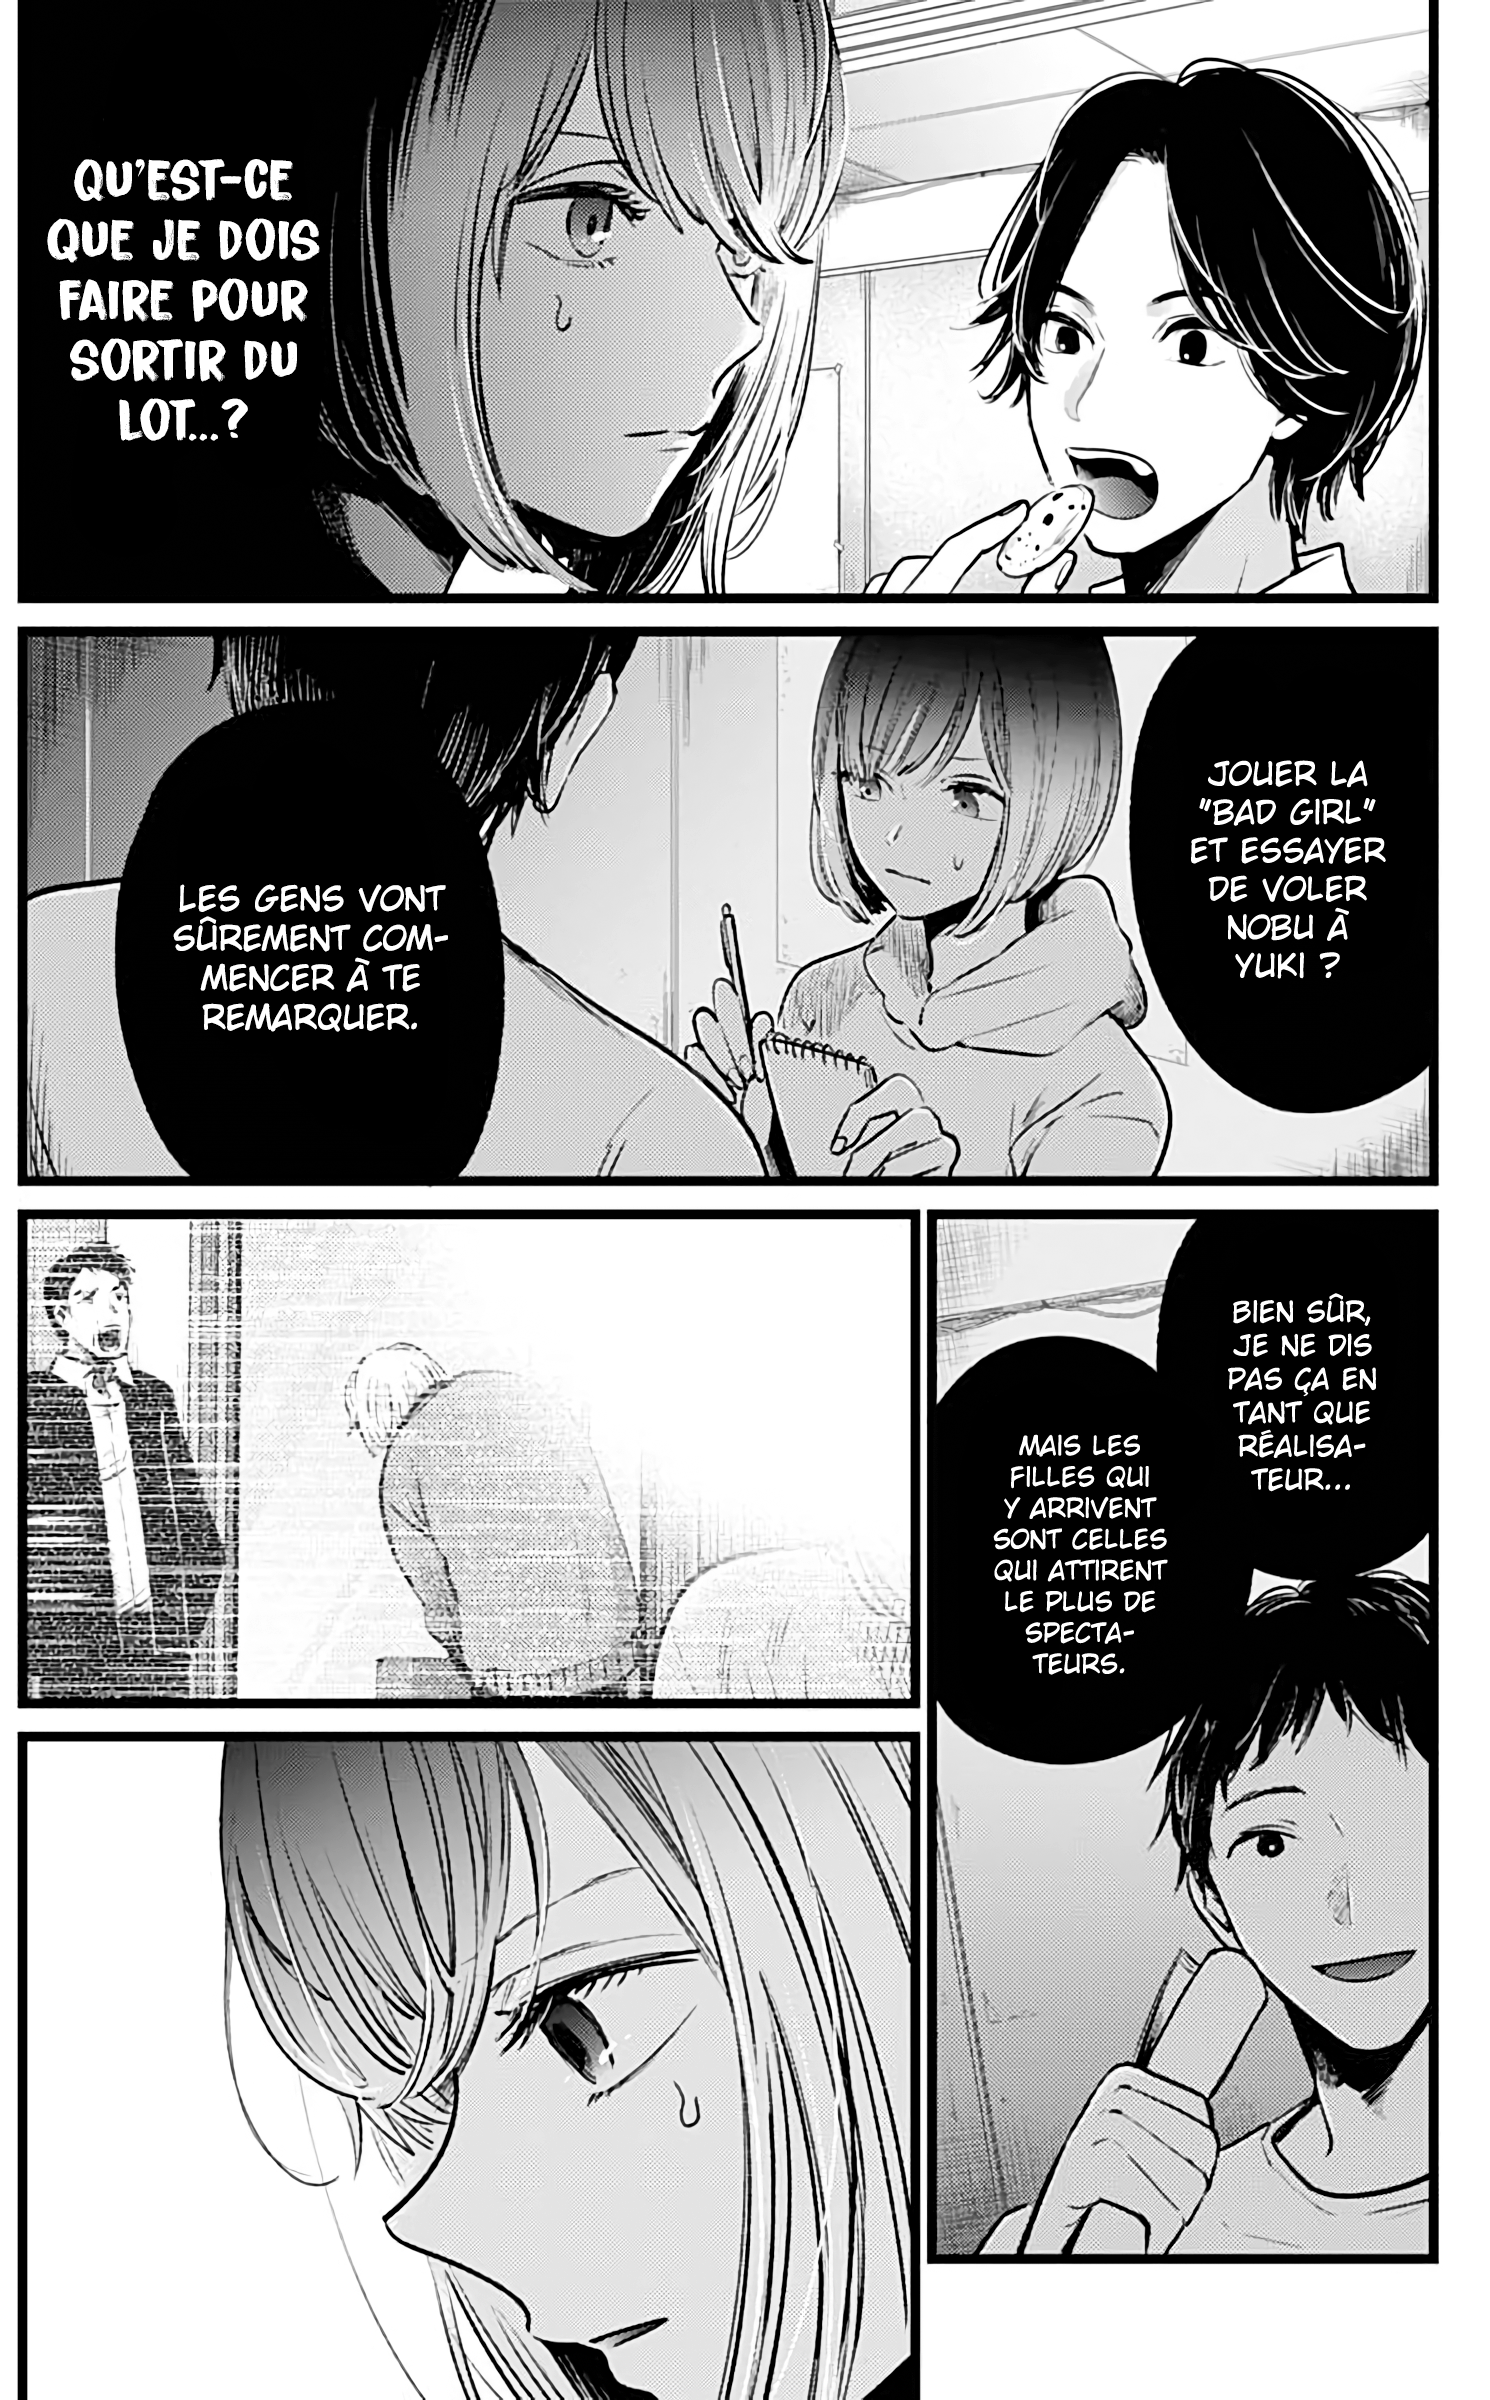 QU'EST-CE
QUE JE DOIS
FAIRE POUR
SORTIR DU
LOT...?
JOUER LA
"BAD GIRL"
ET ESSAYER
DE VOLER
NOBU À
YUKI ?
LES GENS VONT
SÛREMENT COM-
MENCER À TE
REMARQUER.
BIEN SÛR,
JE NE DIS
PAS ÇA EN
TANT QUE
RÉALISA-
TEUR...
MAIS LES
FILLES QUI
Y ARRIVENT
SONT CELLES
QUI ATTIRENT
LE PLUS DE
SPECTA-
TEURS.